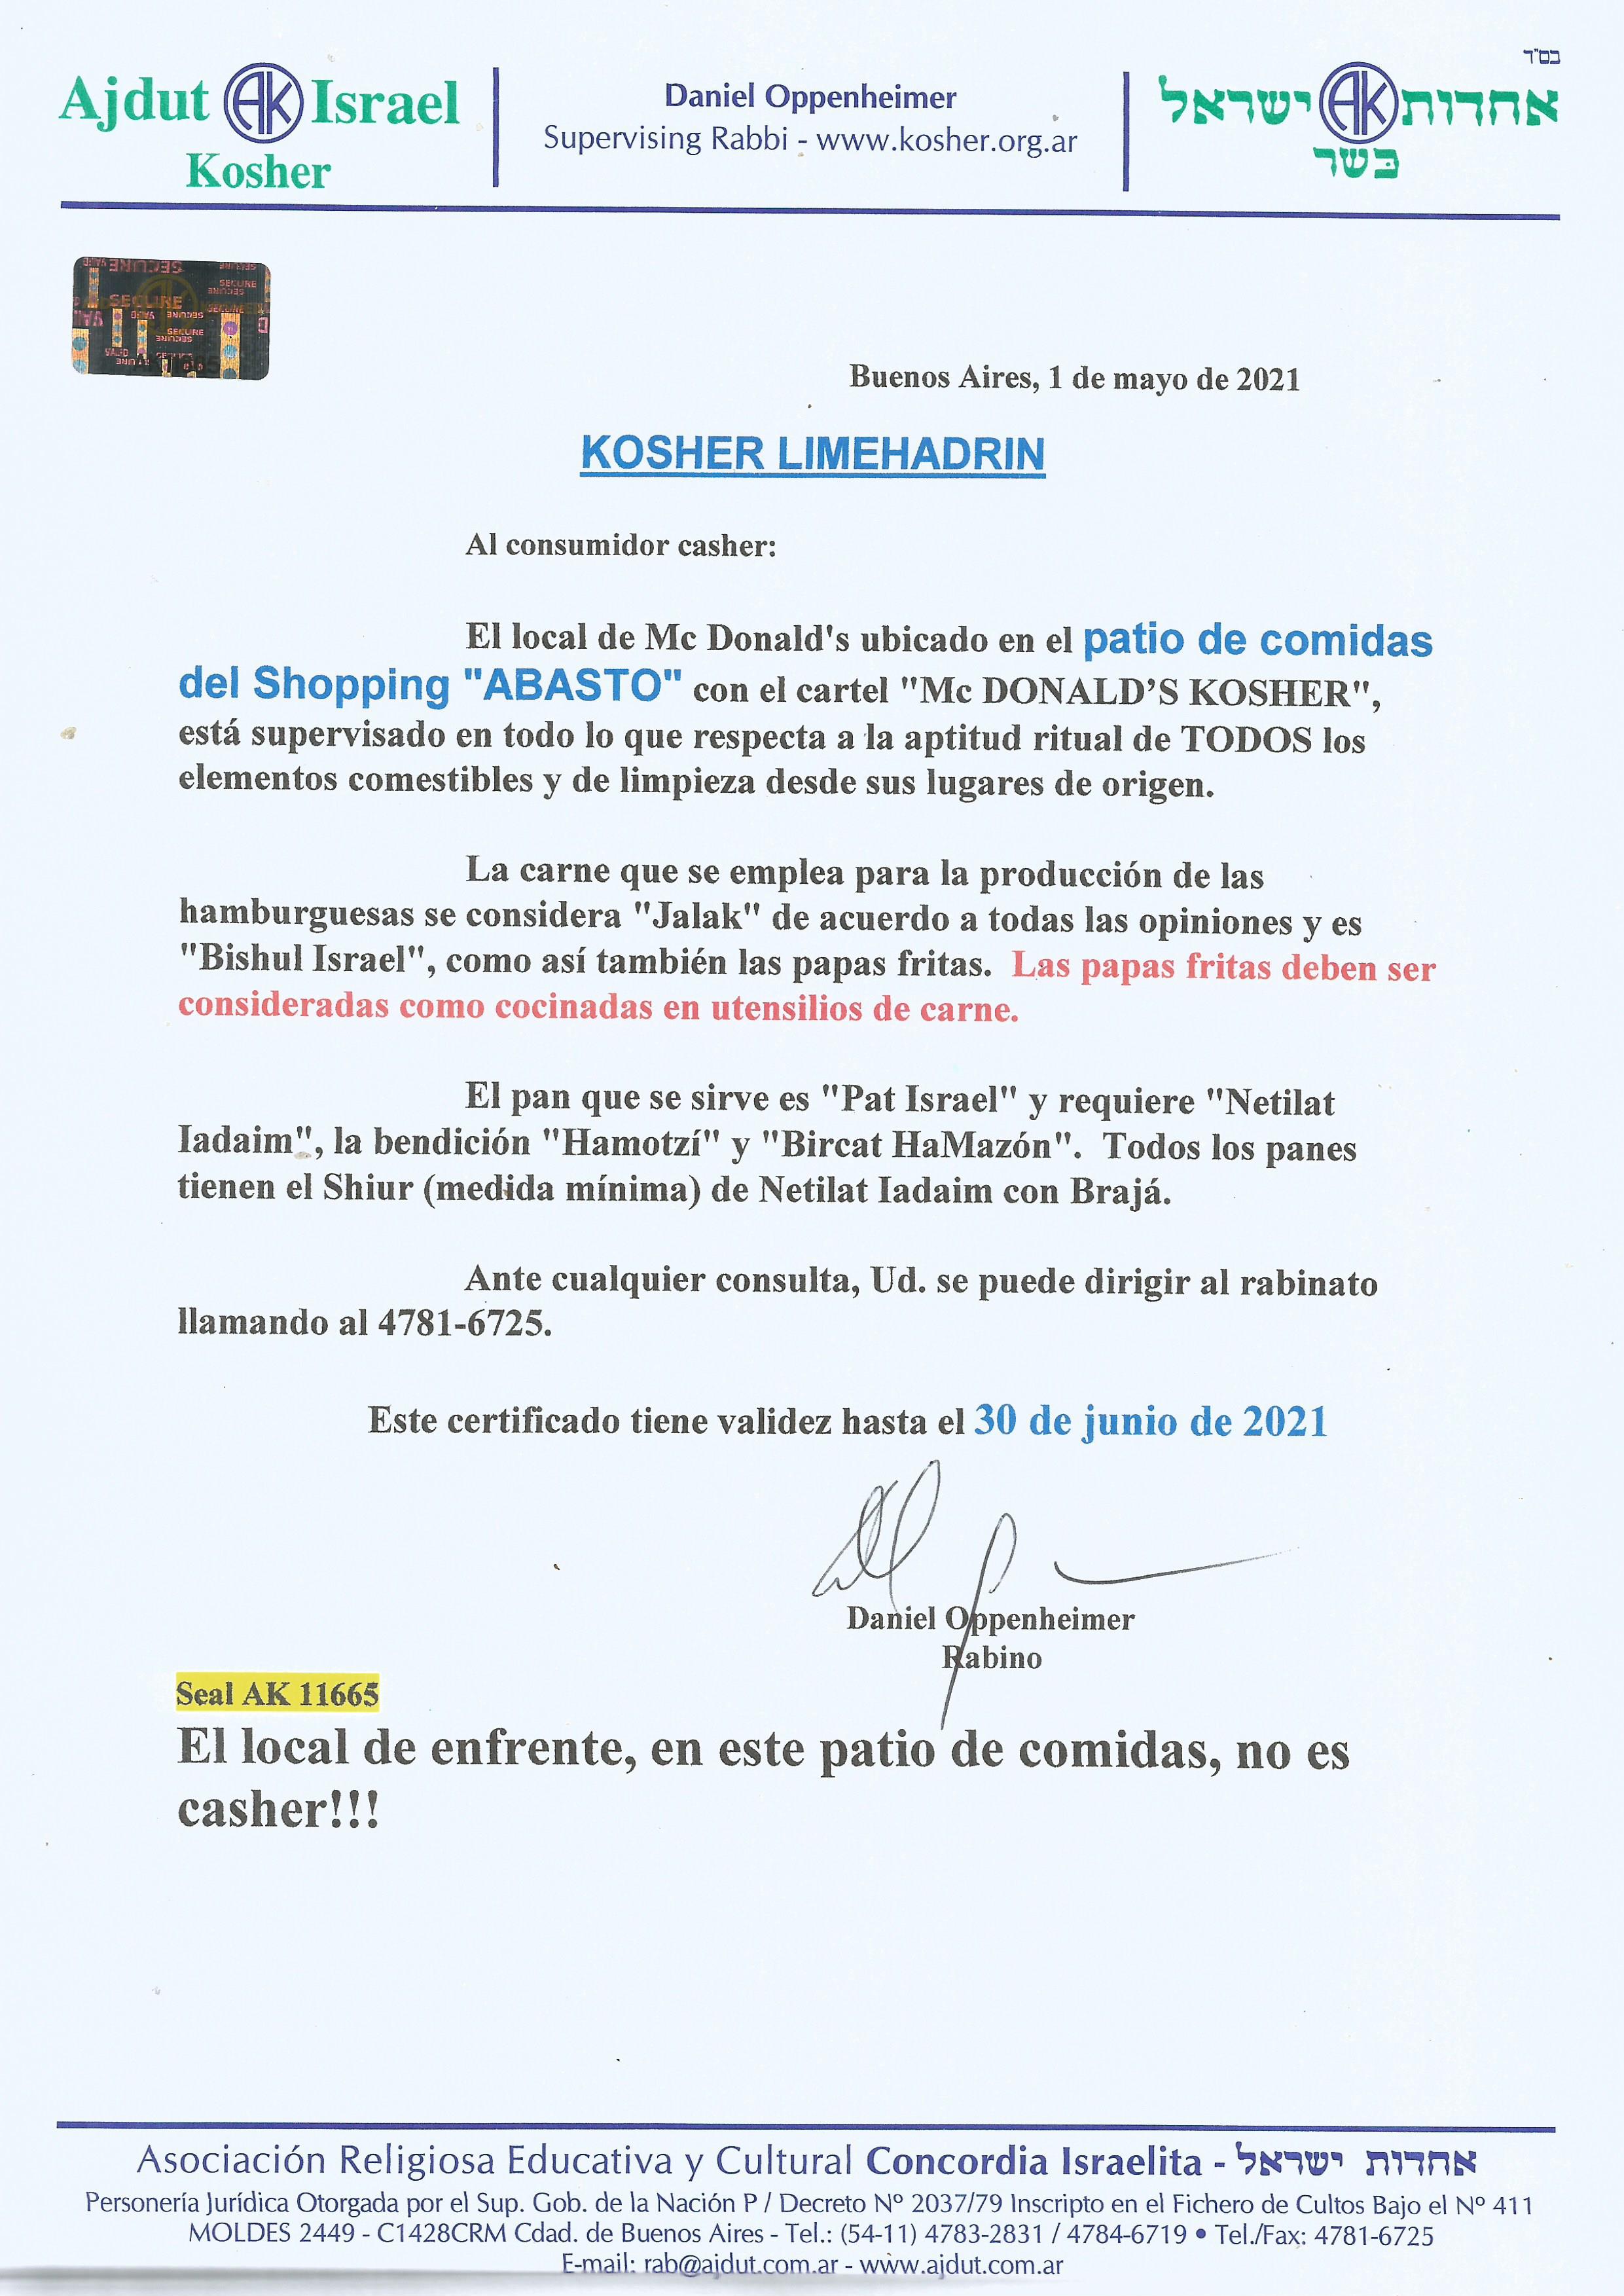 בס"ד
Ajdut AK Israel
Kosher
Daniel Oppenheimer
Supervising Rabbi - www.kosher.org.ar
אחדות AK ישראל
כשר
SECURE
Buenos Aires, 1 de mayo de 2021
KOSHER LIMEHADRIN
Al consumidor casher:
El local de Mc Donald's ubicado en el patio de comidas
del Shopping "ABASTO" con el cartel "Mc DONALD’S KOSHER",
está supervisado en todo lo que respecta a la aptitud ritual de TODOS los
elementos comestibles y de limpieza desde sus lugares de origen.
La carne que se emplea para la producción de las
hamburguesas se considera "Jalak" de acuerdo a todas las opiniones y es
"Bishul Israel", como así también las papas fritas. Las papas fritas deben ser
consideradas como cocinadas en utensilios de carne.
El pan que se sirve es "Pat Israel" y requiere "Netilat
Iadaim", la bendición "Hamotzí" y "Bircat HaMazón". Todos los panes
tienen el Shiur (medida mínima) de Netilat Iadaim con Brajá.
Ante cualquier consulta, Ud. se puede dirigir al rabinato
llamando al 4781-6725.
Este certificado tiene validez hasta el 30 de junio de 2021
Daniel Oppenheimer
Rabino
Seal AK 11665
El local de enfrente, en este patio de comidas, no es
casher!!!
Asociación Religiosa Educativa y Cultural Concordia Israelita - אחדות ישראל
Personería Jurídica Otorgada por el Sup. Gob. de la Nación P / Decreto Nº 2037/79 Inscripto en el Fichero de Cultos Bajo el Nº 411
MOLDES 2449 - C1428CRM Cdad. de Buenos Aires - Tel.: (54-11) 4783-2831 / 4784-6719 • Tel./Fax: 4781-6725
E-mail: rab@ajdut.com.ar - www.ajdut.com.ar